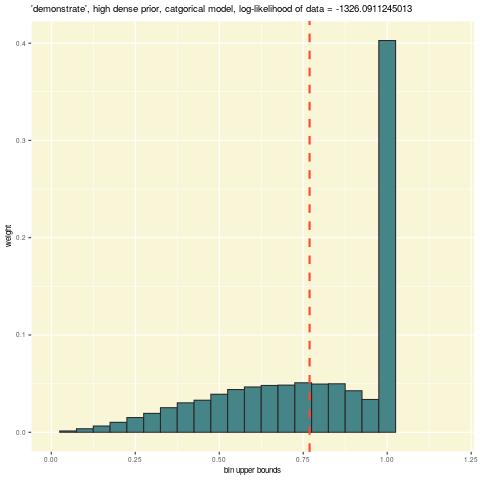 'demonstrate', high dense prior, catgorical model, log-likelihood of data = -1326.0911245013
0.4
0.3
0.2
0.1
0.0
weight
0.00 0.25 0.50 0.75 1.00 1.25
bin upper bounds